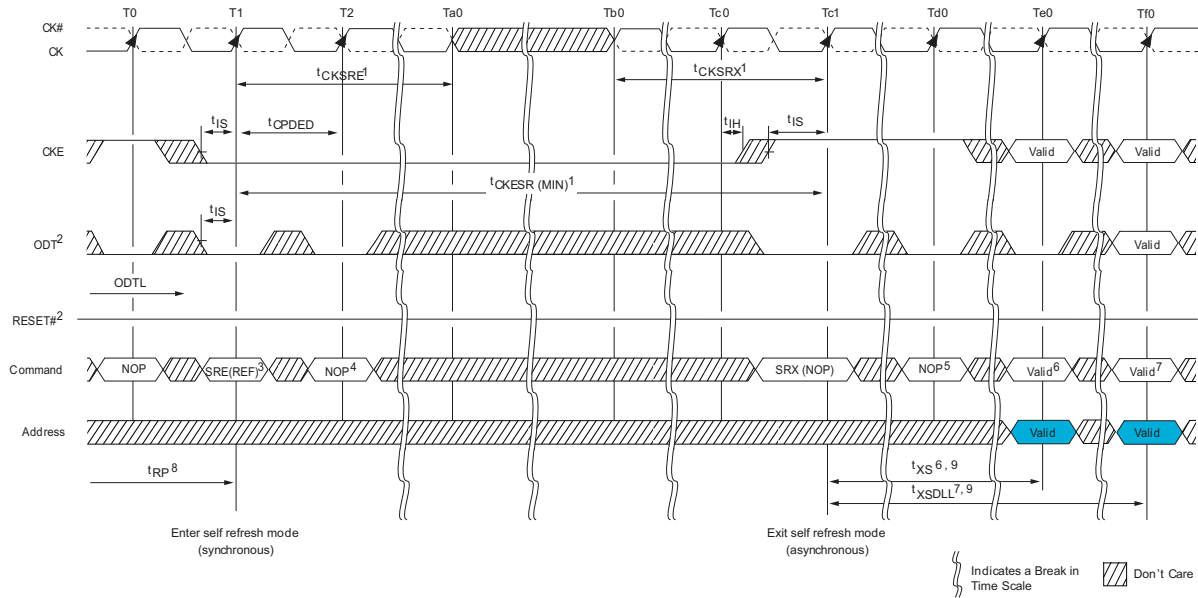 T0 T1 T2 Ta0 Tb0 Tc0 Tc1 Td0 Te0 Tf0
CK#
CK
tCKSRE1 tCKSRX1
tIS tCPDED tIH tIS
CKE Valid Valid
tCKESR (MIN)1
tIS
ODT2 Valid
ODTL
RESET#2
Command NOP SRE(REF)3 NOP4 SRX (NOP) NOP5 Valid6 Valid7
Address Valid Valid
tRP8 tXS6, 9
tXSDLL7, 9
Enter self refresh mode
(synchronous)
Exit self refresh mode
(asynchronous)
Indicates a Break in
Time Scale
Don't Care